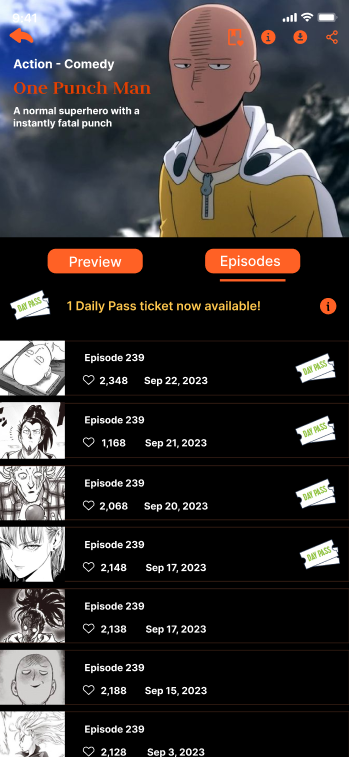 9:41
Action - Comedy
One Punch Man
A normal superhero with a
instantly fatal punch
Preview
Episodes
DAY PASS
1 Daily Pass ticket now available!
Episode 239
2,348 Sep 22, 2023
DAY PASS
Episode 239
1,168 Sep 21, 2023
DAY PASS
Episode 239
2,068 Sep 20, 2023
DAY PASS
Episode 239
2,148 Sep 17, 2023
DAY PASS
Episode 239
2,138 Sep 17, 2023
Episode 239
2,188 Sep 15, 2023
Episode 239
2,128 Sep 3, 2023